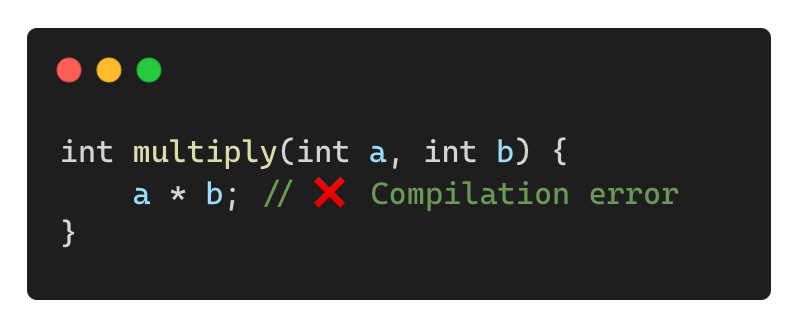 int multiply(int a, int b) {
    a * b; // ❌ Compilation error
}